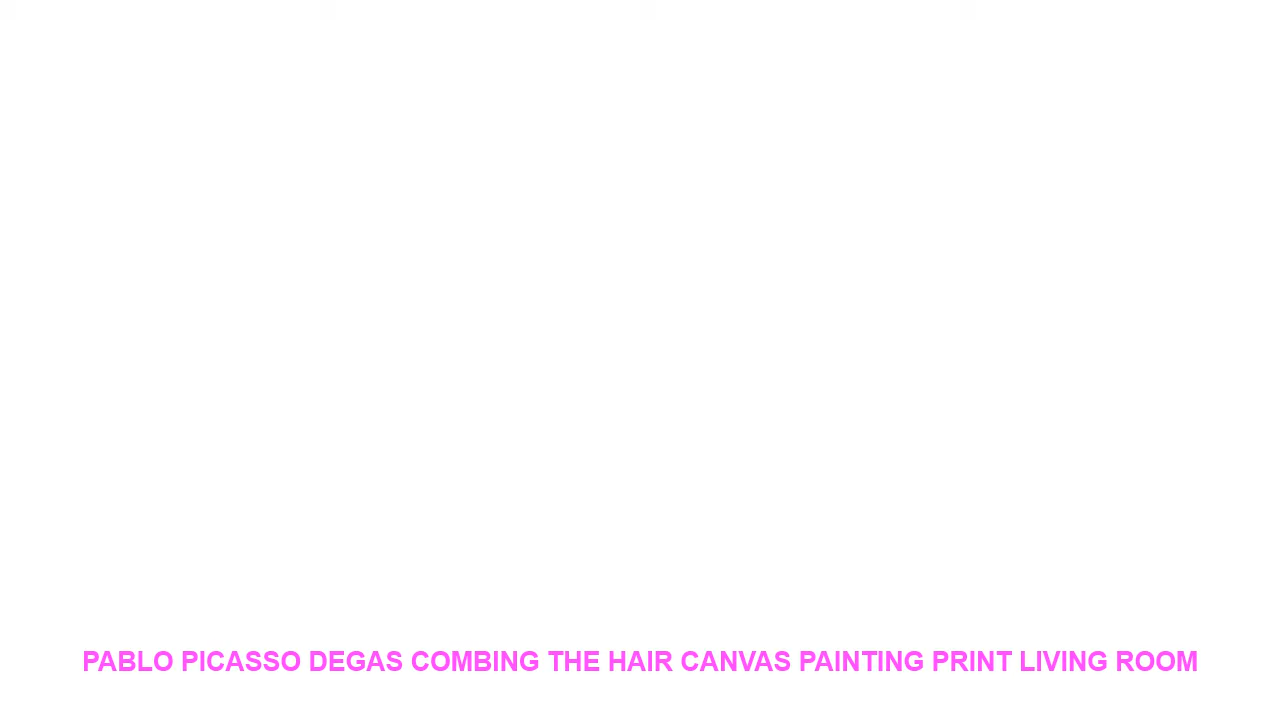 PABLO PICASSO DEGAS COMBING THE HAIR CANVAS PAINTING PRINT LIVING ROOM